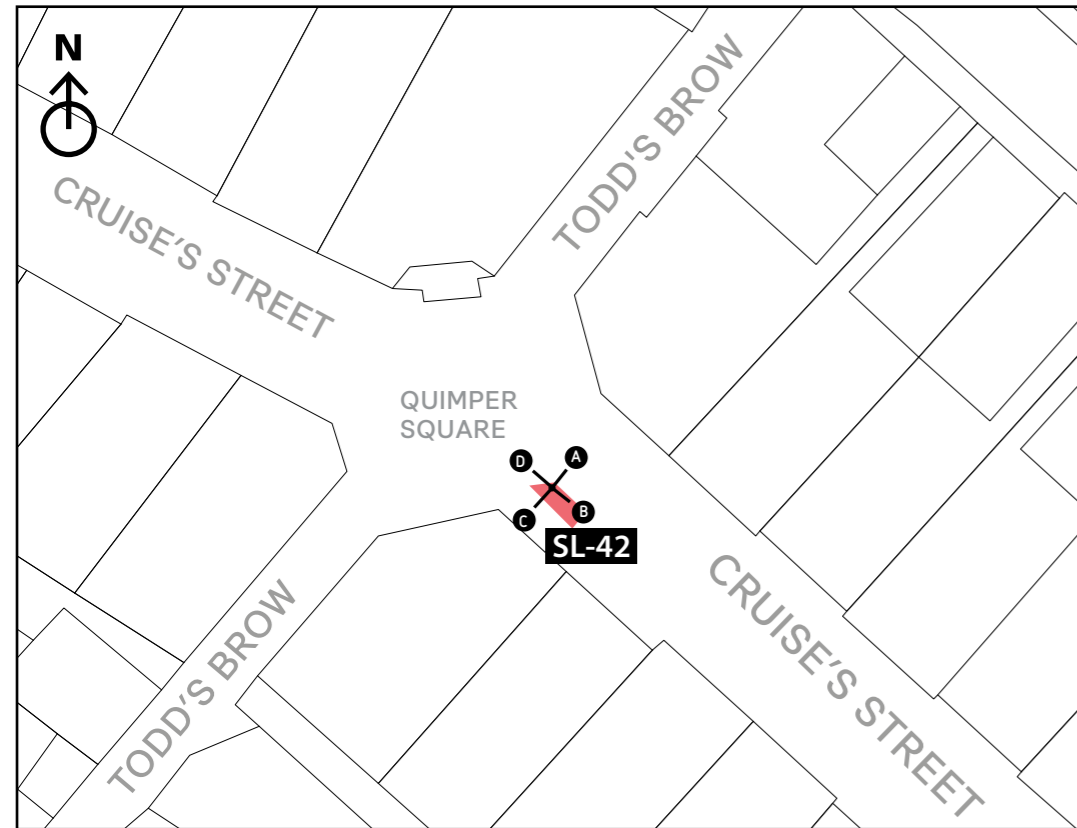 N
TODD'S BROW
CRUISE'S STREET
QUIMPER
SQUARE
A
D
B
C
SL-42
CRUISE'S STREET
TODD'S BROW